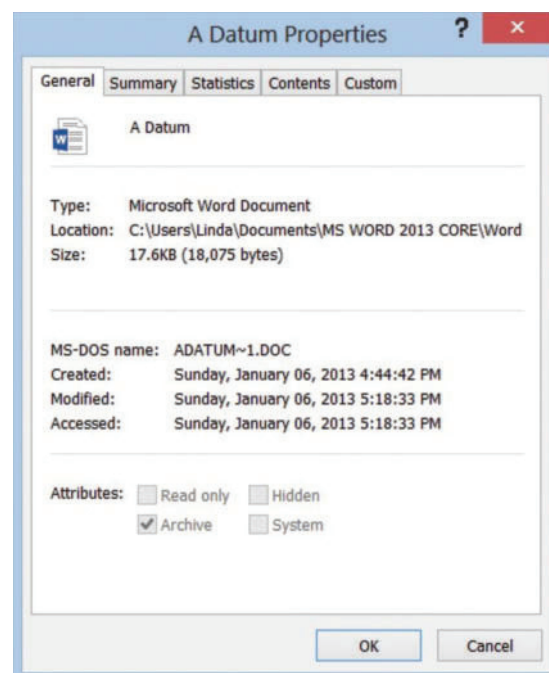 A Datum Properties
?
×
General Summary Statistics Contents Custom
W
A Datum
Type: Microsoft Word Document
Location: C:\Users\Linda\Documents\MS WORD 2013 CORE\Word
Size: 17.6KB (18,075 bytes)
MS-DOS name: ADATUM~1.DOC
Created: Sunday, January 06, 2013 4:44:42 PM
Modified: Sunday, January 06, 2013 5:18:33 PM
Accessed: Sunday, January 06, 2013 5:18:33 PM
Attributes: Read only Hidden
Archive System
OK Cancel